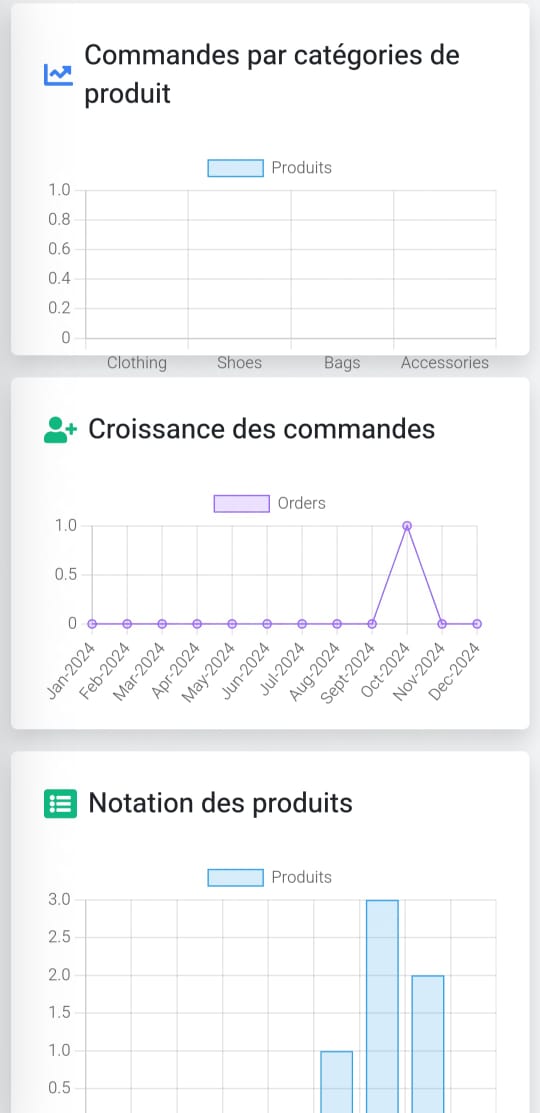 Commandes par catégories de
produit
Produits
1.0
0.8
0.6
0.4
0.2
0
Clothing Shoes Bags Accessories
Croissance des commandes
Orders
1.0
0.5
0
Jan-2024 Feb-2024 Mar-2024 Apr-2024 May-2024 Jun-2024 Jul-2024 Aug-2024 Sept-2024 Oct-2024 Nov-2024 Dec-2024
Notation des produits
Produits
3.0
2.5
2.0
1.5
1.0
0.5